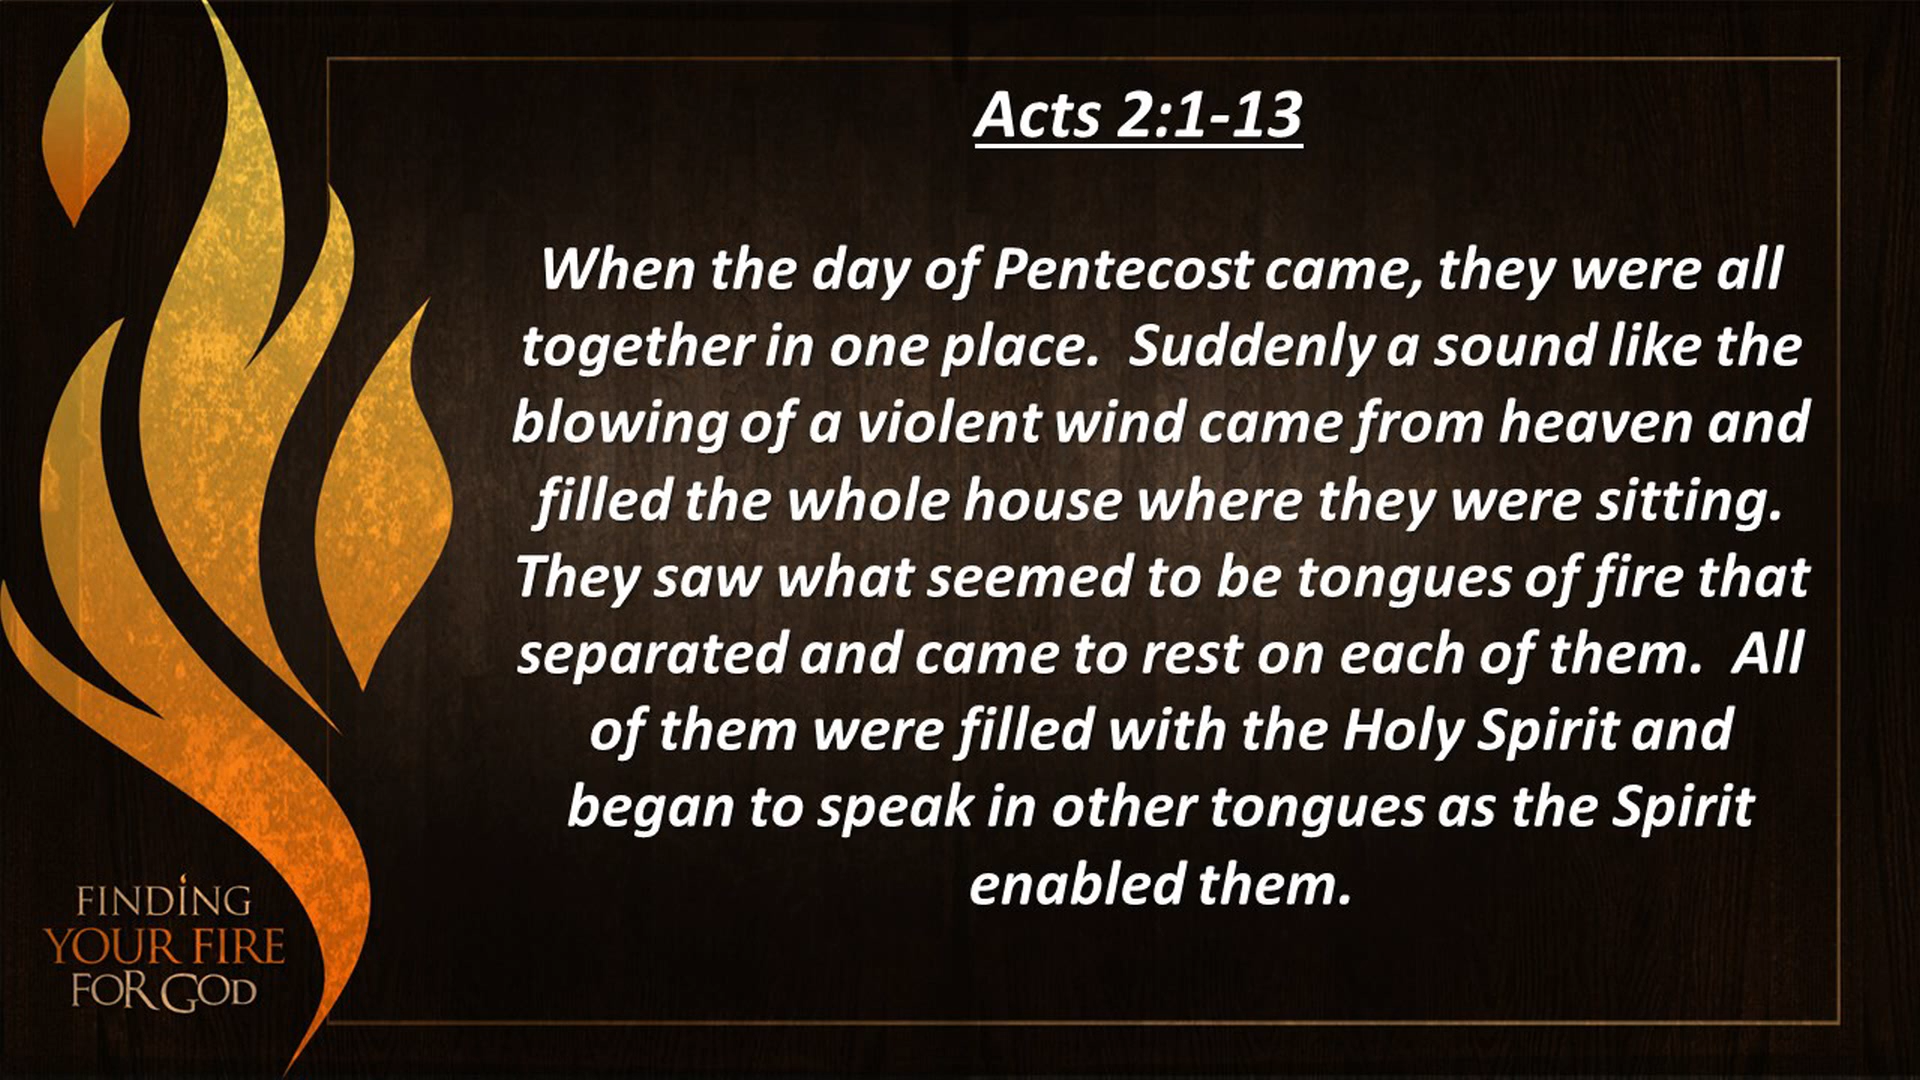 Acts 2:1-13
When the day of Pentecost came, they were all
together in one place.  Suddenly a sound like the
blowing of a violent wind came from heaven and
filled the whole house where they were sitting.
They saw what seemed to be tongues of fire that
separated and came to rest on each of them.  All
of them were filled with the Holy Spirit and
began to speak in other tongues as the Spirit
enabled them.
FINDING
YOUR FIRE
FOR GOD